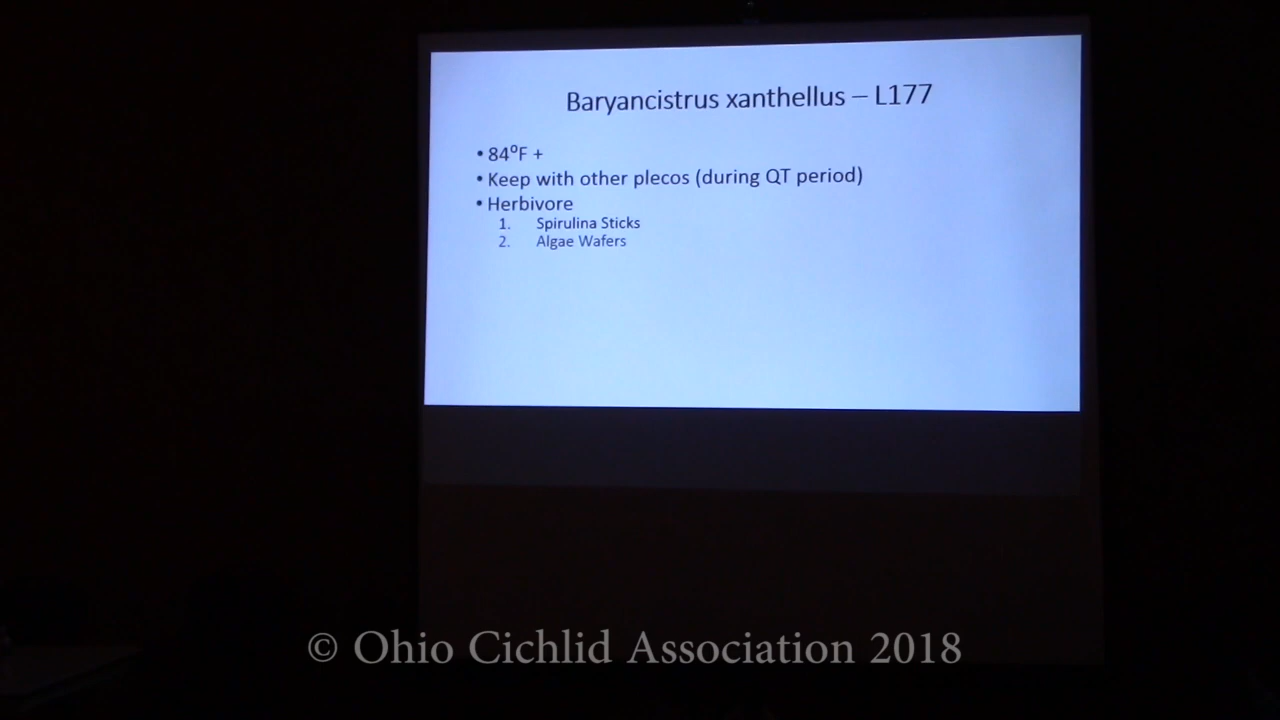 Baryancistrus xanthellus – L177
• 84⁰F +
• Keep with other plecos (during QT period)
• Herbivore
1. Spirulina Sticks
2. Algae Wafers
© Ohio Cichlid Association 2018